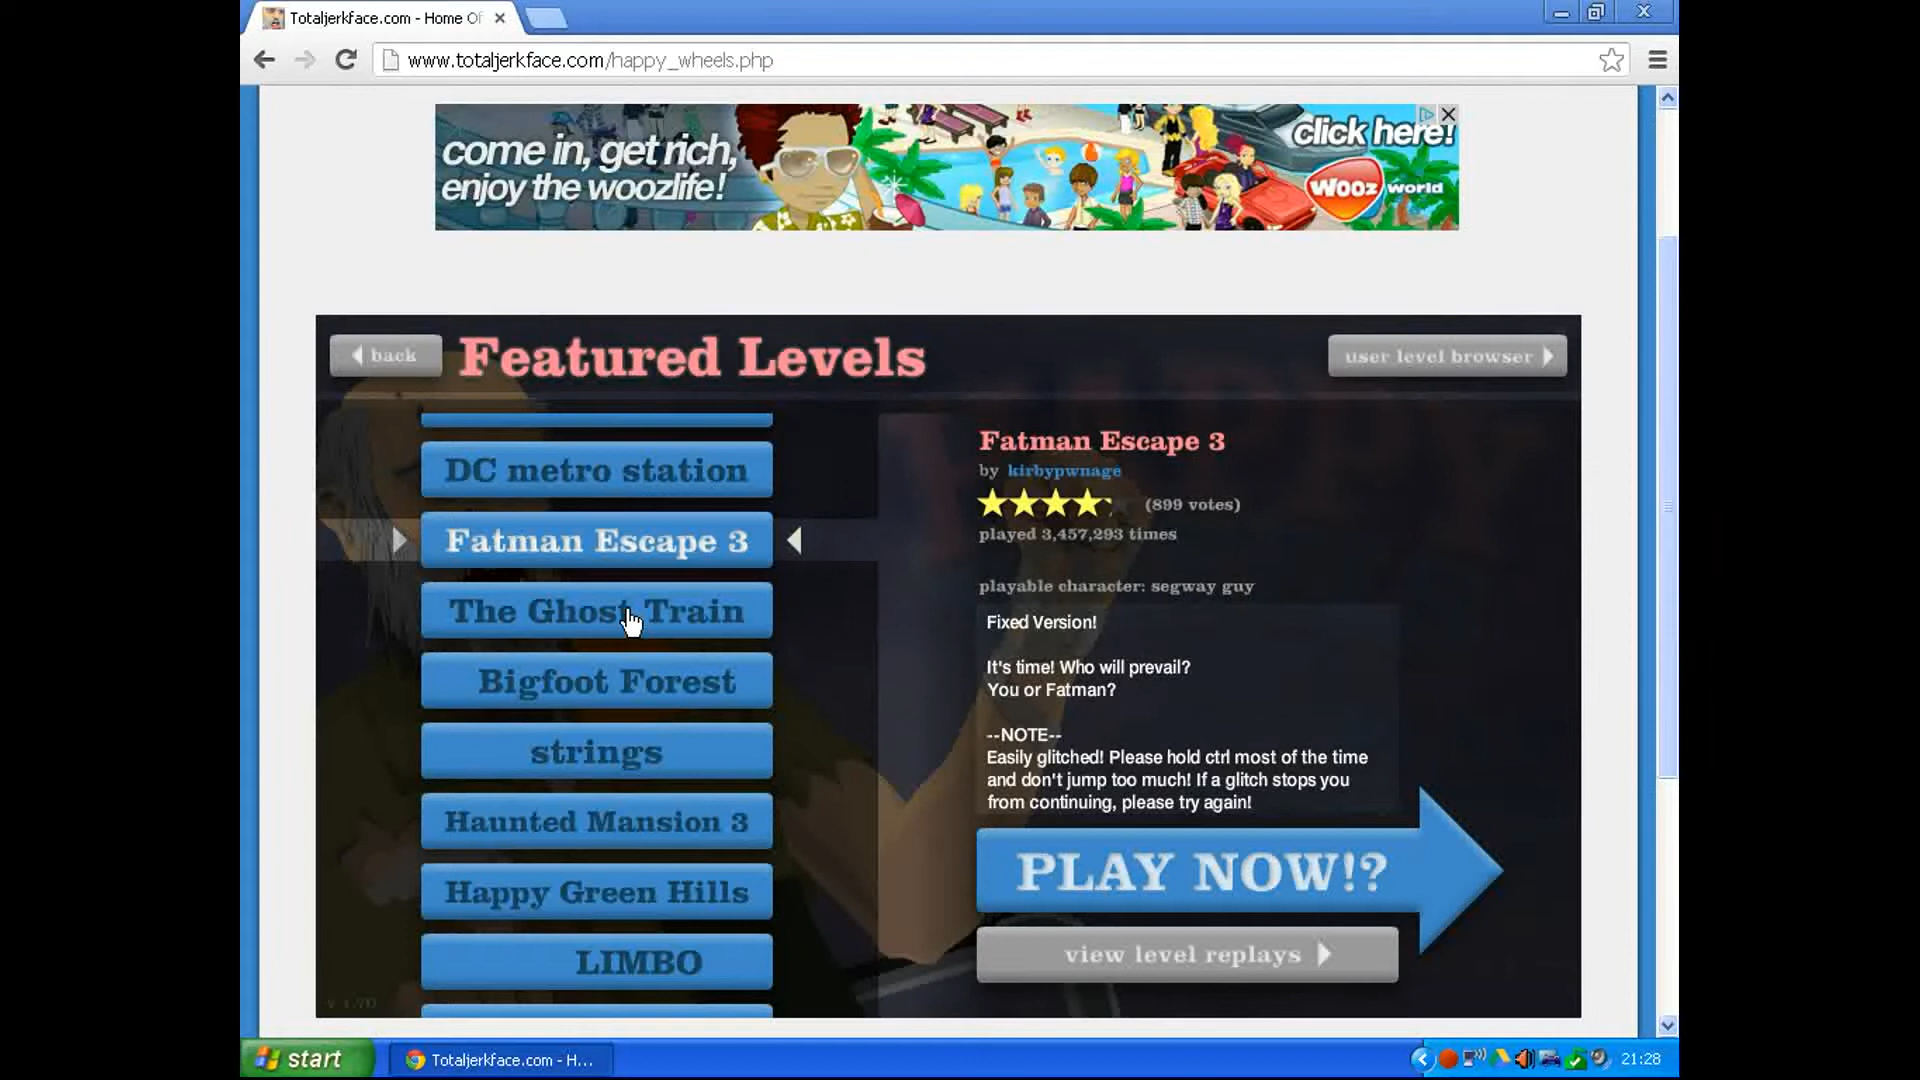 Totaljerkface.com - Home Of
www.totaljerkface.com/happy_wheels.php
come in, get rich,
enjoy the woozlife!
click here!
Wooz world
back
Featured Levels
user level browser
DC metro station
Fatman Escape 3
The Ghost Train
Bigfoot Forest
strings
Haunted Mansion 3
Happy Green Hills
LIMBO
Fatman Escape 3
by kirbypwnage
(899 votes)
played 3,457,293 times
playable character: segway guy
Fixed Version!
It's time! Who will prevail?
You or Fatman?
--NOTE--
Easily glitched! Please hold ctrl most of the time
and don't jump too much! If a glitch stops you
from continuing, please try again!
PLAY NOW!?
view level replays
v 1.70
start
Totaljerkface.com - H...
21:28